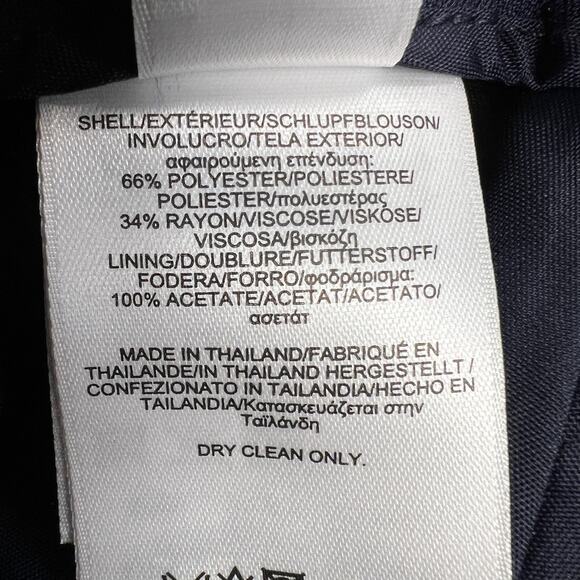 SHELL/EXTÉRIEUR/SCHLUPFBLOUSON/
INVOLUCRO/TELA EXTERIOR/
αφαιρούμενη επένδυση:
66% POLYESTER/POLIESTERE/
POLIESTER/πολυεστέρας
34% RAYON/VISCOSE/VISKOSE/
VISCOSA/βισκόζη
LINING/DOUBLURE/FUTTERSTOFF/
FODERA/FORRO/φοδράρισμα:
100% ACETATE/ACETAT/ACETATO/
ασετάτ
MADE IN THAILAND/FABRIQUÉ EN
THAILANDE/IN THAILAND HERGESTELLT/
CONFEZIONATO IN TAILANDIA/HECHO EN
TAILANDIA/Κατασκευάζεται στην
Ταϊλάνδη
DRY CLEAN ONLY.